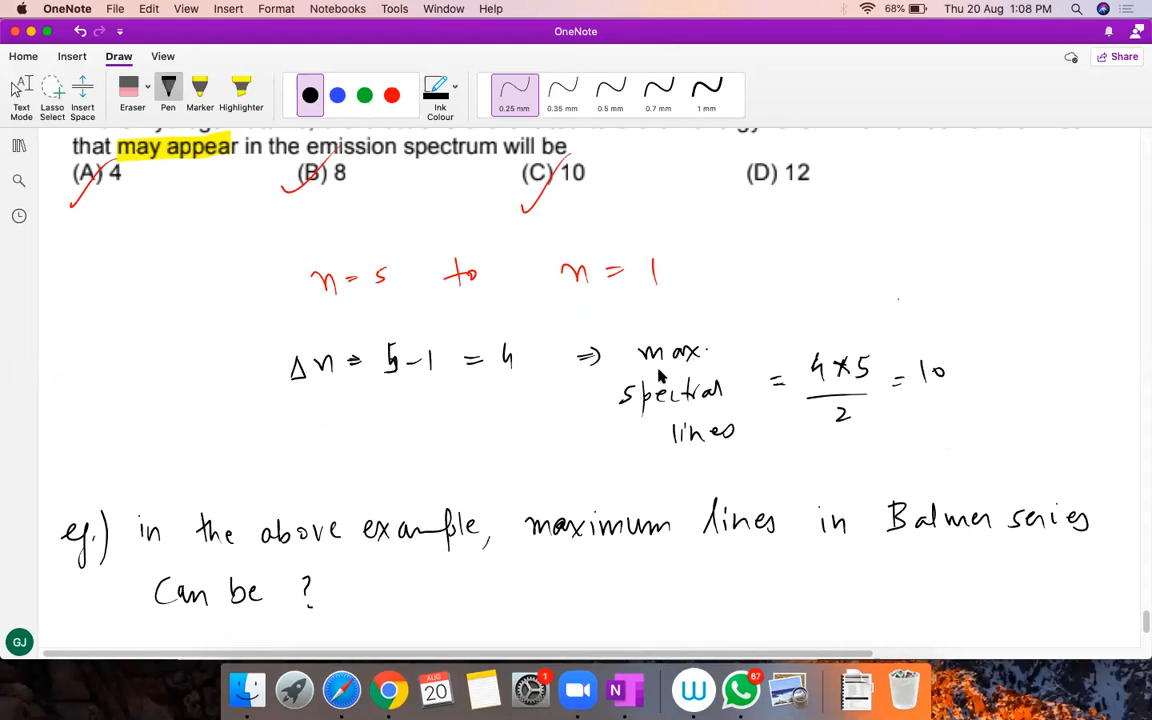 OneNote File Edit View Insert Format Notebooks Tools Window Help 68% Thu 20 Aug 1:08 PM
OneNote
Home Insert Draw View Share
Text Mode Lasso Select Insert Space Eraser Pen Marker Highlighter Ink Colour 0.25 mm 0.35 mm 0.5 mm 0.7 mm 1 mm
that may appear in the emission spectrum will be
(A) 4 (B) 8 (C) 10 (D) 12
n = 5 to n = 1
Δn = 5-1 = 4 ⇒ max. spectral lines = 4*5/2 = 10
eg.) in the above example, maximum lines in Balmer series
Can be ?
GJ
AUG 20 1 67